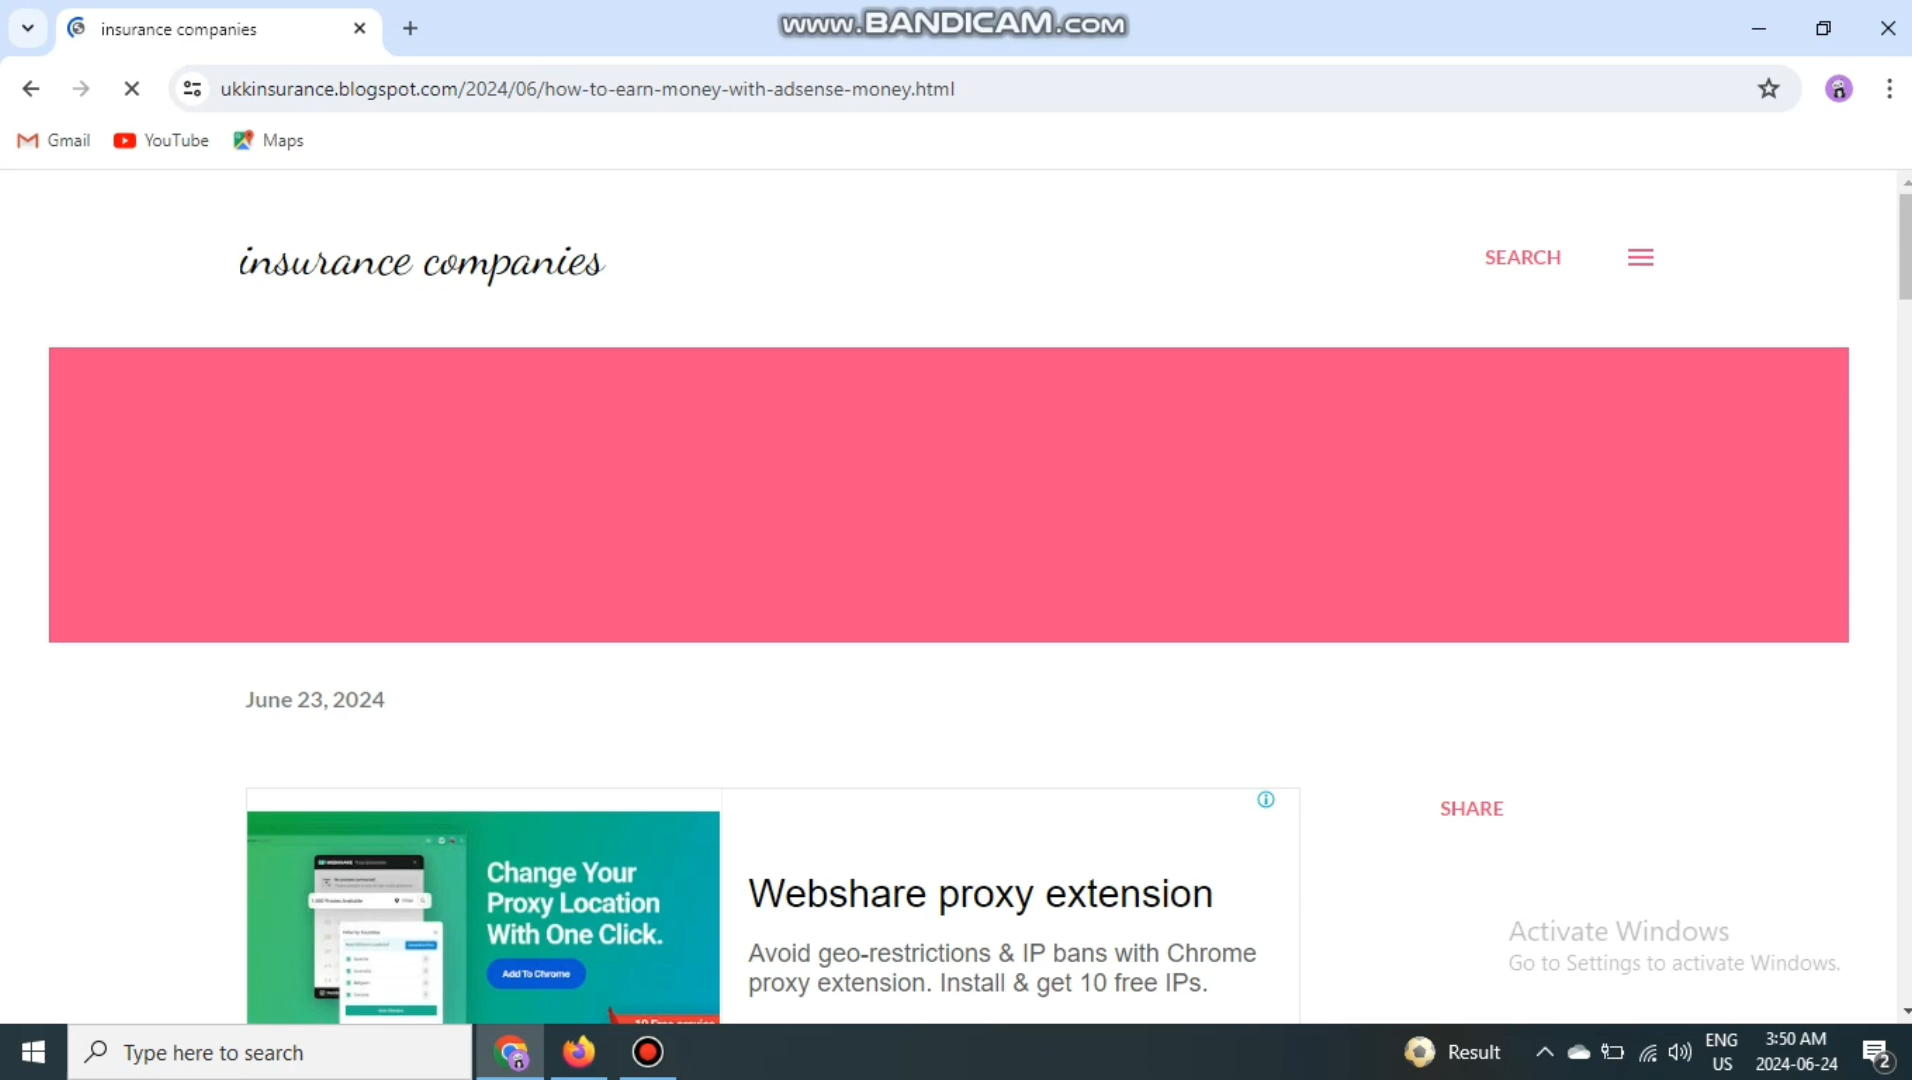 insurance companies
www.BANDICAM.com
ukkinsurance.blogspot.com/2024/06/how-to-earn-money-with-adsense-money.html
Gmail
YouTube
Maps
insurance companies
SEARCH
June 23, 2024
SHARE
Change Your
Proxy Location
With One Click.
Add To Chrome
Webshare proxy extension
Avoid geo-restrictions & IP bans with Chrome
proxy extension. Install & get 10 free IPs.
Activate Windows
Go to Settings to activate Windows.
Type here to search
Result
ENG
US
3:50 AM
2024-06-24
2